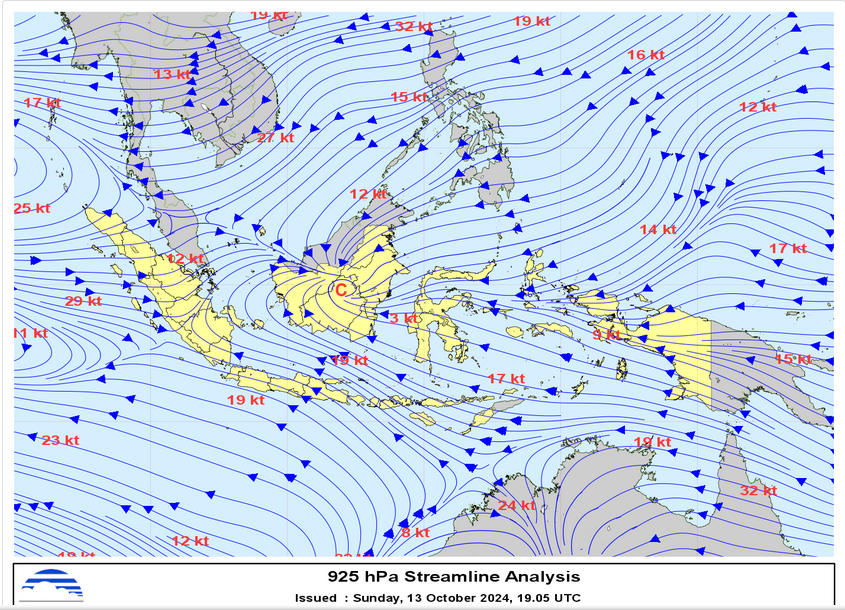 19 kt
32 kt
19 kt
16 kt
13 kt
15 kt
17 kt
12 kt
27 kt
12 kt
25 kt
14 kt
17 kt
12 kt
C
29 kt
3 kt
11 kt
9 kt
19 kt
15 kt
17 kt
19 kt
23 kt
19 kt
32 kt
24 kt
8 kt
12 kt
925 hPa Streamline Analysis
Issued : Sunday, 13 October 2024, 19.05 UTC